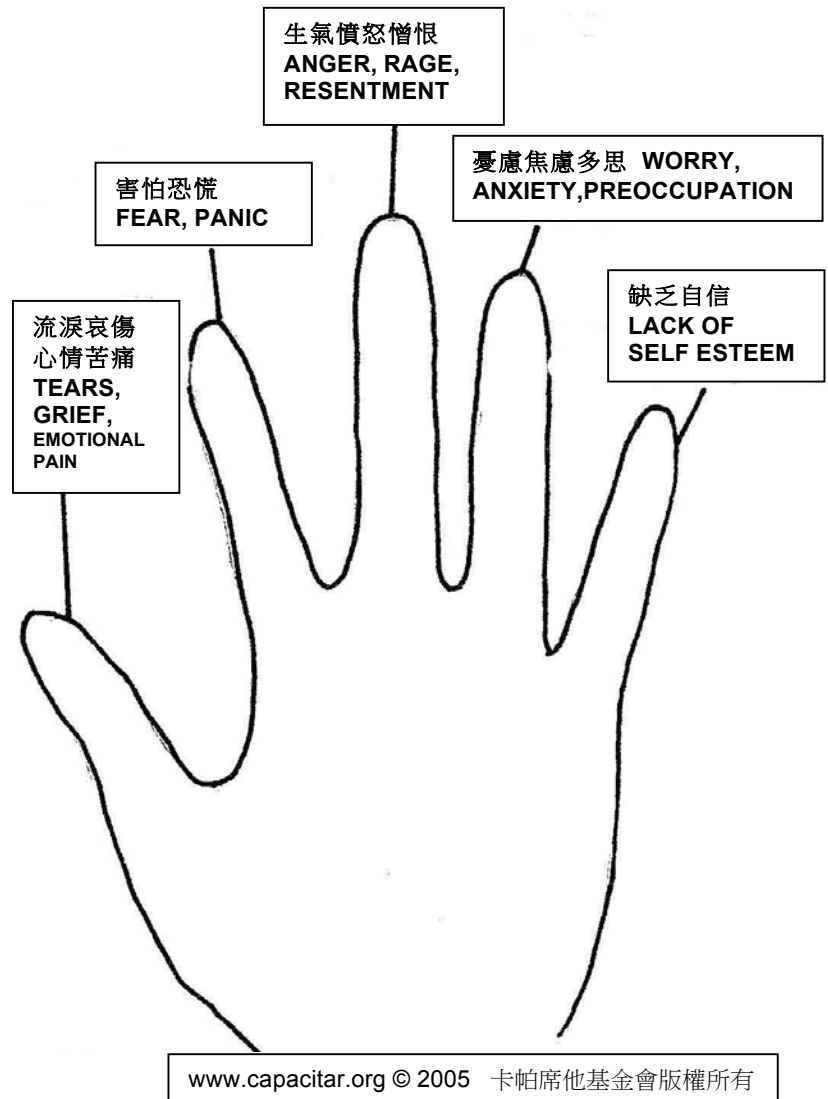 生氣憤怒憎恨
ANGER, RAGE,
RESENTMENT
憂慮焦慮多思 WORRY,
ANXIETY,PREOCCUPATION
害怕恐慌
FEAR, PANIC
缺乏自信
LACK OF
SELF ESTEEM
流淚哀傷
心情苦痛
TEARS,
GRIEF,
EMOTIONAL
PAIN
www.capacitar.org © 2005 卡帕席他基金會版權所有